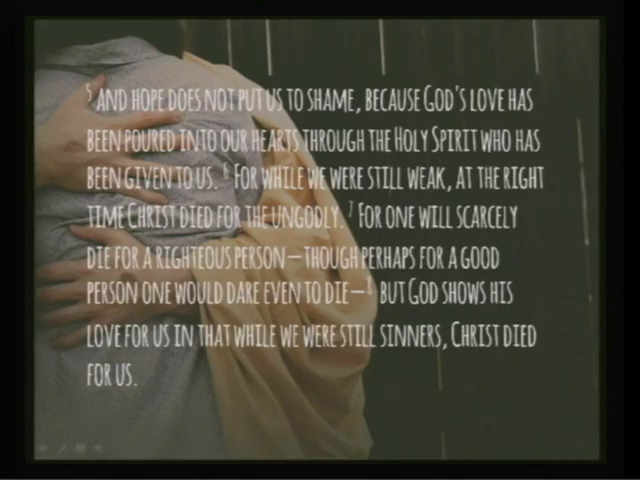 5 AND HOPE DOES NOT PUT US TO SHAME, BECAUSE GOD'S LOVE HAS
BEEN POURED INTO OUR HEARTS THROUGH THE HOLY SPIRIT WHO HAS
BEEN GIVEN TO US. 6 FOR WHILE WE WERE STILL WEAK, AT THE RIGHT
TIME CHRIST DIED FOR THE UNGODLY. 7 FOR ONE WILL SCARCELY
DIE FOR A RIGHTEOUS PERSON—THOUGH PERHAPS FOR A GOOD
PERSON ONE WOULD DARE EVEN TO DIE—8 BUT GOD SHOWS HIS
LOVE FOR US IN THAT WHILE WE WERE STILL SINNERS, CHRIST DIED
FOR US.